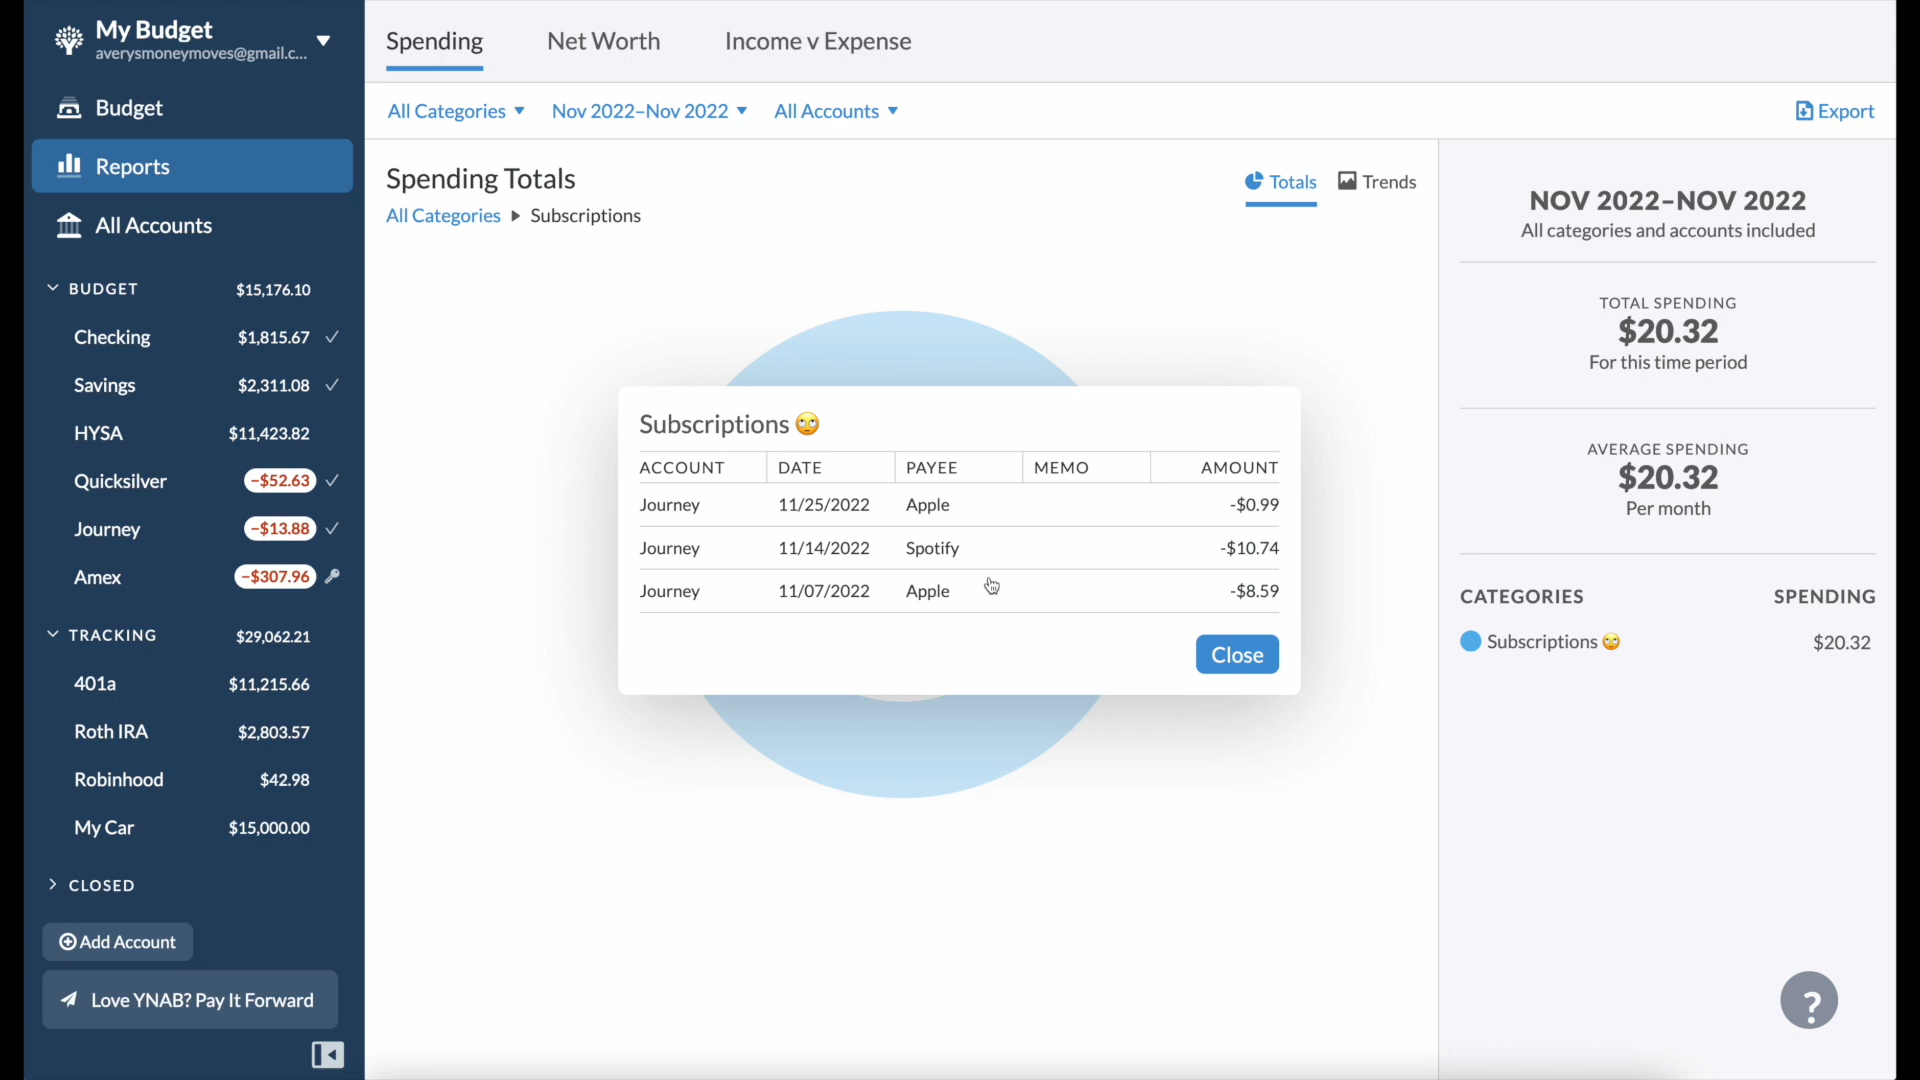 My Budget
averysmoneymoves@gmail.c...
Budget
Reports
All Accounts
BUDGET $15,176.10
Checking $1,815.67
Savings $2,311.08
HYSA $11,423.82
Quicksilver -$52.63
Journey -$13.88
Amex -$307.96
TRACKING $29,062.21
401a $11,215.66
Roth IRA $2,803.57
Robinhood $42.98
My Car $15,000.00
CLOSED
Add Account
Love YNAB? Pay It Forward
Spending Net Worth Income v Expense
All Categories Nov 2022–Nov 2022 All Accounts Export
Spending Totals
Totals Trends
All Categories Subscriptions
Subscriptions 🙄
ACCOUNT DATE PAYEE MEMO AMOUNT
Journey 11/25/2022 Apple -$0.99
Journey 11/14/2022 Spotify -$10.74
Journey 11/07/2022 Apple -$8.59
Close
NOV 2022–NOV 2022
All categories and accounts included
TOTAL SPENDING
$20.32
For this time period
AVERAGE SPENDING
$20.32
Per month
CATEGORIES SPENDING
Subscriptions 🙄 $20.32
?